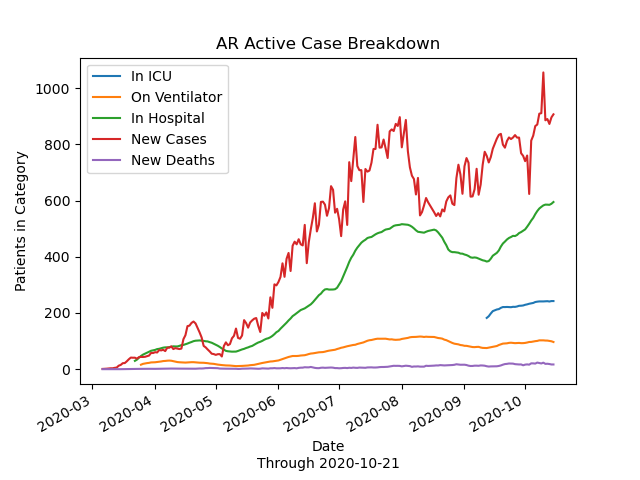 AR Active Case Breakdown
In ICU
On Ventilator
In Hospital
New Cases
New Deaths
Patients in Category
1000
800
600
400
200
0
2020-03
2020-04
2020-05
2020-06
2020-07
2020-08
2020-09
2020-10
Date
Through 2020-10-21